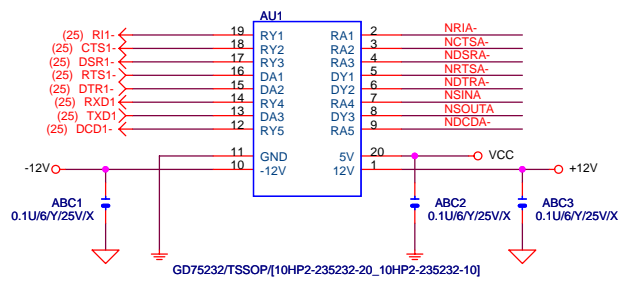 AU1
(25) RI1- 19 RY1 RA1 2 NRIA-
(25) CTS1- 18 RY2 RA2 3 NCTSA-
(25) DSR1- 17 RY3 RA3 4 NDSRA-
(25) RTS1- 16 DA1 DY1 5 NRTSA-
(25) DTR1- 15 DA2 DY2 6 NDTRA-
(25) RXD1 14 RY4 RA4 7 NSINA
(25) TXD1 13 DA3 DY3 8 NSOUTA
(25) DCD1- 12 RY5 RA5 9 NDCDA-
11 GND 5V 20 VCC
-12V 10 -12V 12V 1 +12V
ABC1 ABC2 ABC3
0.1U/6/Y/25V/X 0.1U/6/Y/25V/X 0.1U/6/Y/25V/X
GD75232/TSSOP/[10HP2-235232-20_10HP2-235232-10]